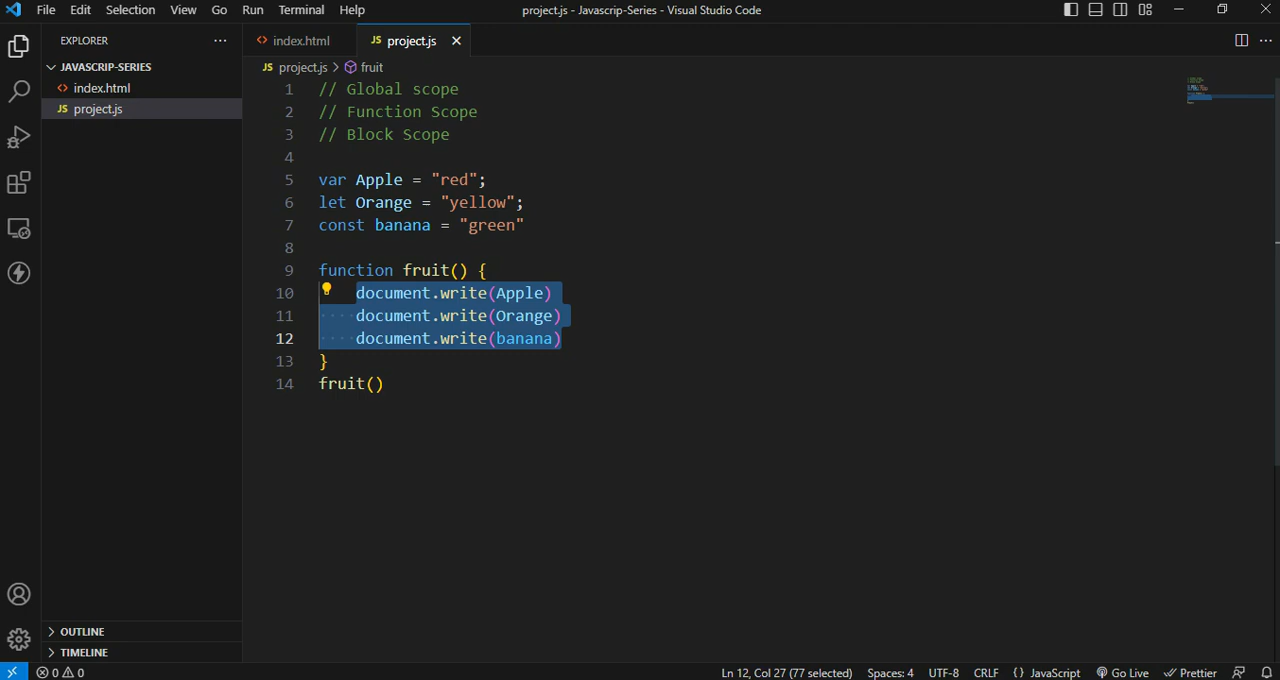 File Edit Selection View Go Run Terminal Help
project.js - Javascrip-Series - Visual Studio Code
EXPLORER
JAVASCRIP-SERIES
index.html
JS project.js
OUTLINE
TIMELINE
index.html
JS project.js
JS project.js > fruit
1 // Global scope
2 // Function Scope
3 // Block Scope
4
5 var Apple = "red";
6 let Orange = "yellow";
7 const banana = "green"
8
9 function fruit() {
10 document.write(Apple)
11 document.write(Orange)
12 document.write(banana)
13 }
14 fruit()
0 0 Ln 12, Col 27 (77 selected) Spaces: 4 UTF-8 CRLF {} JavaScript Go Live Prettier